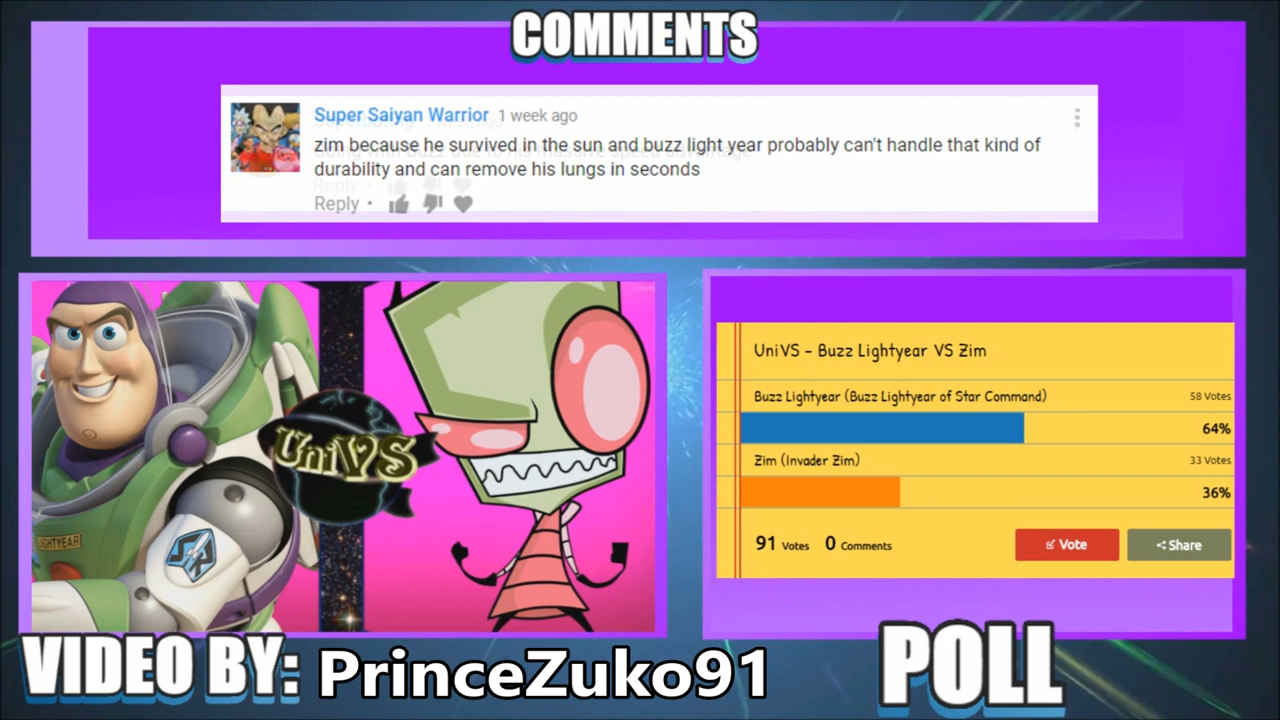 COMMENTS
Super Saiyan Warrior 1 week ago
zim because he survived in the sun and buzz light year probably can't handle that kind of
durability and can remove his lungs in seconds
Reply •
UniVS
LIGHTYEAR
UniVS - Buzz Lightyear VS Zim
Buzz Lightyear (Buzz Lightyear of Star Command) 58 Votes
64%
Zim (Invader Zim) 33 Votes
36%
91 Votes 0 Comments Vote Share
VIDEO BY: PrinceZuko91
POLL